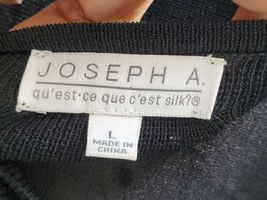 JOSEPH A.
qu'est·ce que c'est silk?®
L
MADE IN
CHINA